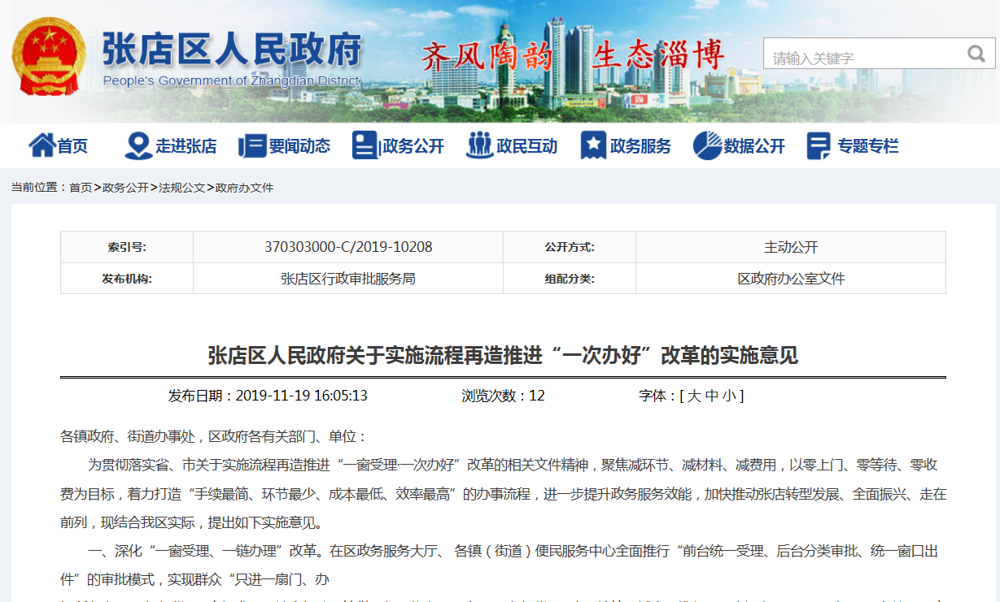 张店区人民政府
People's Government of Zhangdian District
齐风陶韵 生态淄博
请输入关键字
首页 走进张店 要闻动态 政务公开 政民互动 政务服务 数据公开 专题专栏
当前位置：首页>政务公开>法规公文>政府办文件
索引号: 370303000-C/2019-10208 公开方式: 主动公开
发布机构: 张店区行政审批服务局 组配分类: 区政府办公室文件
张店区人民政府关于实施流程再造推进“一次办好”改革的实施意见
发布日期：2019-11-19 16:05:13 浏览次数：12 字体：[ 大 中 小 ]
各镇政府、街道办事处，区政府各有关部门、单位：
为贯彻落实省、市关于实施流程再造推进“一窗受理·一次办好”改革的相关文件精神，聚焦减环节、减材料、减费用，以零上门、零等待、零收
费为目标，着力打造“手续最简、环节最少、成本最低、效率最高”的办事流程，进一步提升政务服务效能，加快推动张店转型发展、全面振兴、走在
前列，现结合我区实际，提出如下实施意见。
一、深化“一窗受理、一链办理”改革。在区政务服务大厅、 各镇（街道）便民服务中心全面推行“前台统一受理、后台分类审批、统一窗口出
件”的审批模式，实现群众“只进一扇门、办